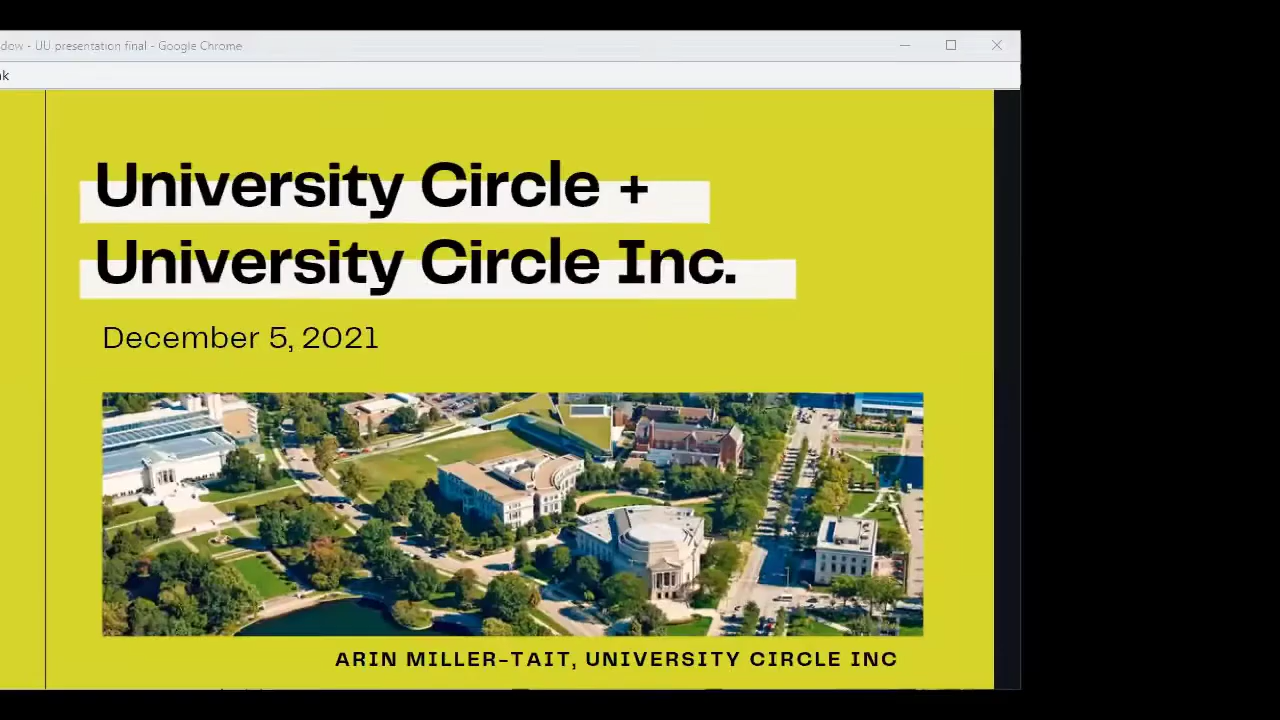 dow - UU presentation final - Google Chrome
nk
University Circle +
University Circle Inc.
December 5, 2021
ARIN MILLER-TAIT, UNIVERSITY CIRCLE INC